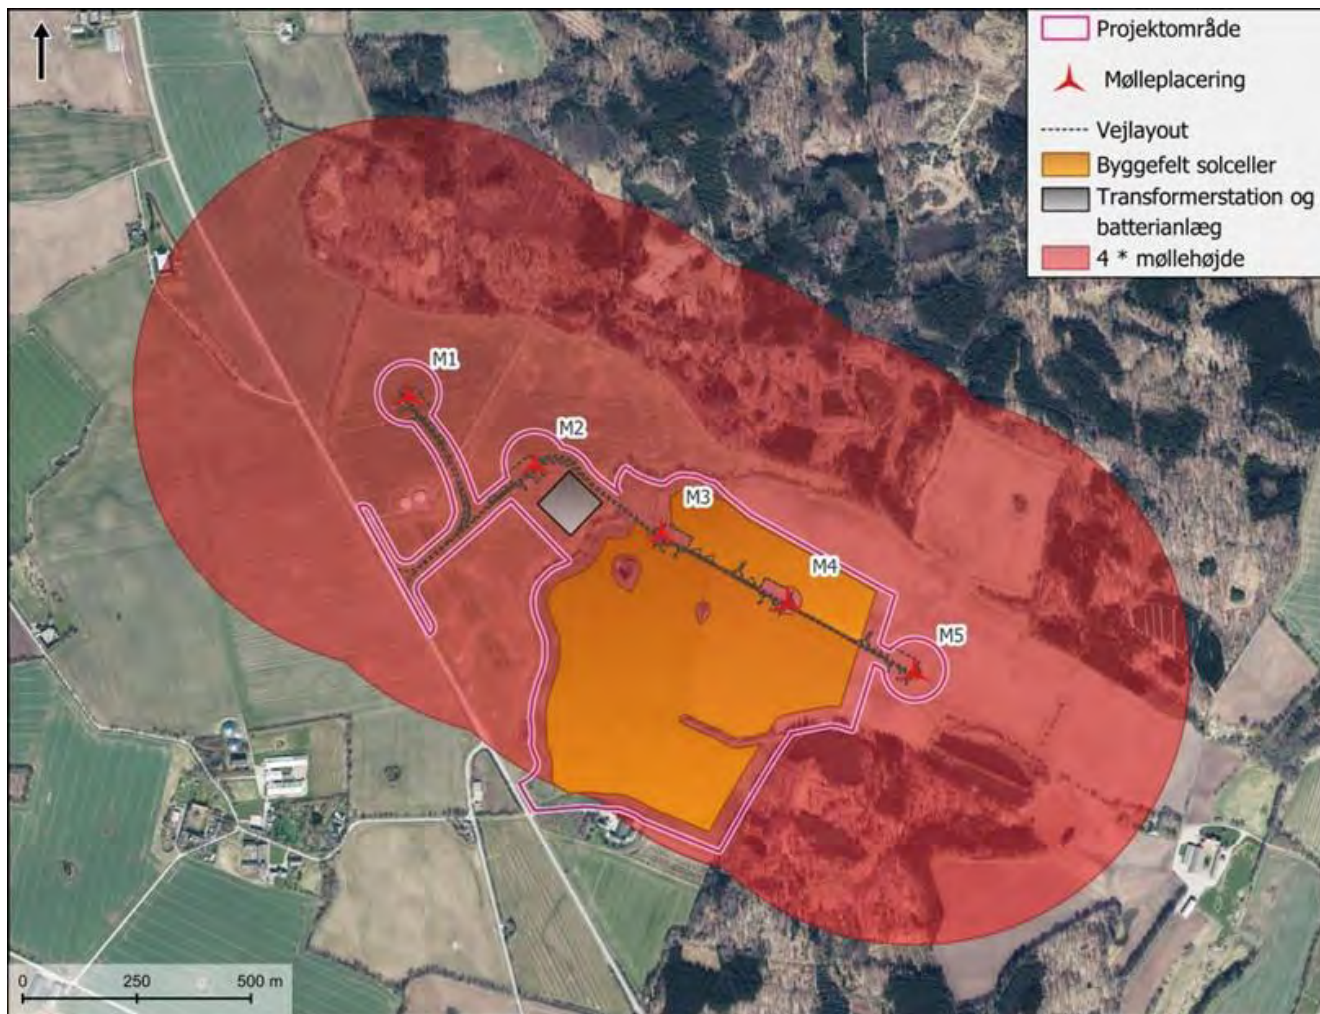 Projektområde
Mølleplacering
Vejlayout
Byggefelt solceller
Transformerstation og
batterianlæg
4 * møllehøjde
M1
M2
M3
M4
M5
0 250 500 m